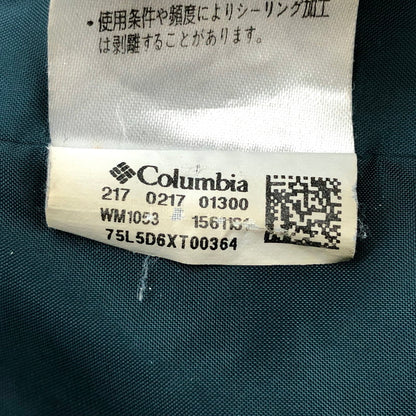 ・使用条件や頻度によりシーリング加工
は剥離することがあります。
Columbia
217 0217 01300
WM1053
75L5D6XT00364